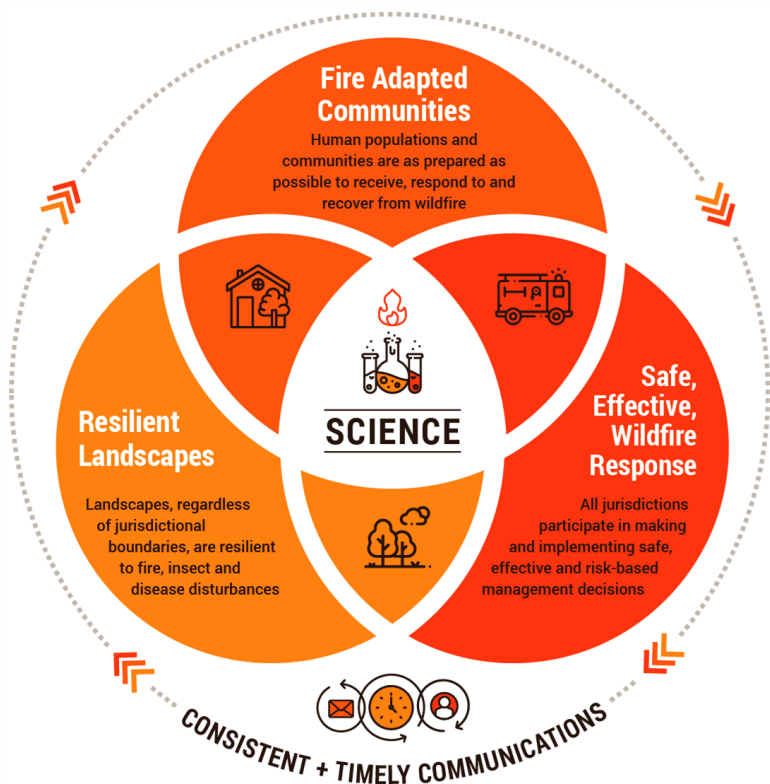 Fire Adapted
Communities
Human populations and
communities are as prepared as
possible to receive, respond to and
recover from wildfire
SCIENCE
Resilient
Landscapes
Landscapes, regardless
of jurisdictional
boundaries, are resilient
to fire, insect and
disease disturbances
Safe,
Effective,
Wildfire
Response
All jurisdictions
participate in making
and implementing safe,
effective and risk-based
management decisions
CONSISTENT + TIMELY COMMUNICATIONS